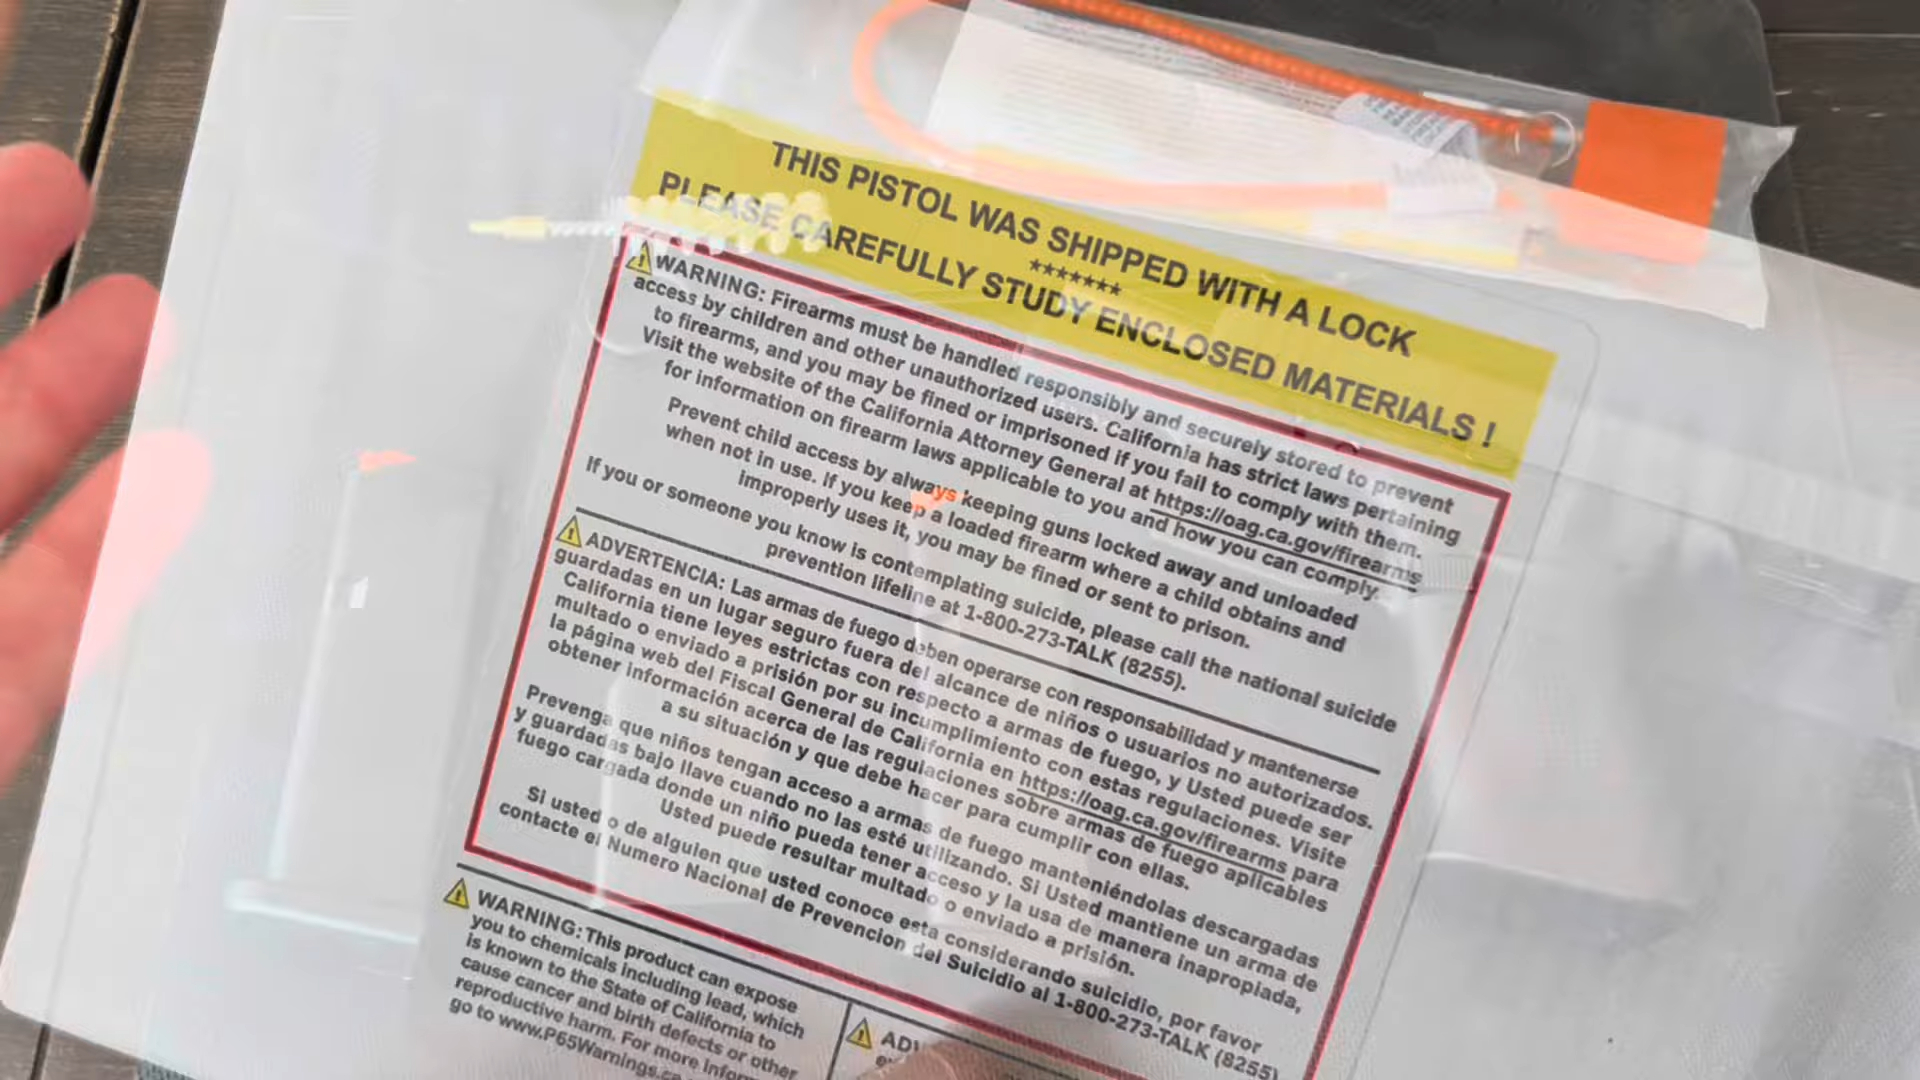 THIS PISTOL WAS SHIPPED WITH A LOCK
*******
PLEASE CAREFULLY STUDY ENCLOSED MATERIALS !
WARNING: Firearms must be handled responsibly and securely stored to prevent
access by children and other unauthorized users. California has strict laws pertaining
to firearms, and you may be fined or imprisoned if you fail to comply with them.
Visit the website of the California Attorney General at https://oag.ca.gov/firearms
for information on firearm laws applicable to you and how you can comply.
Prevent child access by always keeping guns locked away and unloaded
when not in use. If you keep a loaded firearm where a child obtains and
improperly uses it, you may be fined or sent to prison.
If you or someone you know is contemplating suicide, please call the national suicide
prevention lifeline at 1-800-273-TALK (8255).
ADVERTENCIA: Las armas de fuego deben operarse con responsabilidad y mantenerse
guardadas en un lugar seguro fuera del alcance de niños o usuarios no autorizados.
California tiene leyes estrictas con respecto a armas de fuego, y Usted puede ser
multado o enviado a prisión por su incumplimiento con estas regulaciones. Visite
la página web del Fiscal General de California en https://oag.ca.gov/firearms para
obtener información acerca de las regulaciones sobre armas de fuego aplicables
a su situación y que debe hacer para cumplir con ellas.
Prevenga que niños tengan acceso a armas de fuego manteniéndolas descargadas
y guardadas bajo llave cuando no las esté utilizando. Si Usted mantiene un arma de
fuego cargada donde un niño pueda tener acceso y la usa de manera inapropiada,
Usted puede resultar multado o enviado a prisión.
Si usted o de alguien que usted conoce esta considerando suicidio, por favor
contacte el Numero Nacional de Prevencion del Suicidio al 1-800-273-TALK (8255)
WARNING: This product can expose
you to chemicals including lead, which
is known to the State of California to
cause cancer and birth defects or other
reproductive harm. For more
go to www.P65Warnings.ca